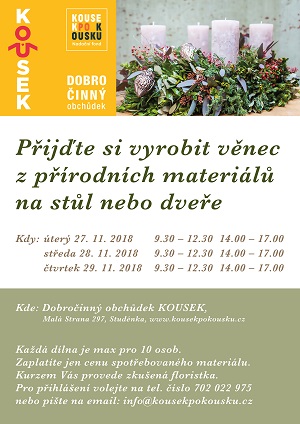 KOUSEK
KOUSEK
PO K
OUSKU
Nadační fond
DOBRO
ČINNÝ
obchůdek
Přijďte si vyrobit věnec
z přírodních materiálů
na stůl nebo dveře
Kdy: úterý 27. 11. 2018 9.30 – 12.30 14.00 – 17.00
středa 28. 11. 2018 9.30 – 12.30 14.00 – 17.00
čtvrtek 29. 11. 2018 9.30 – 12.30 14.00 – 17.00
Kde: Dobročinný obchůdek KOUSEK,
Malá Strana 297, Studénka, www.kousekpokousku.cz
Každá dílna je max pro 10 osob.
Zaplatíte jen cenu spotřebovaného materiálu.
Kurzem Vás provede zkušená floristka.
Pro přihlášení volejte na tel. číslo 702 022 975
nebo pište na email: info@kousekpokousku.cz